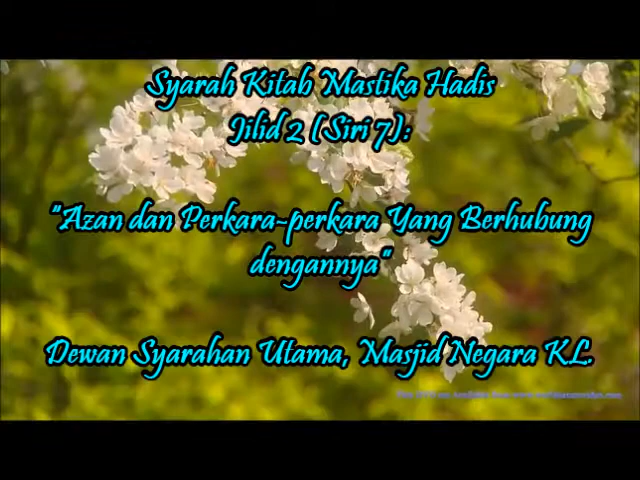 Syarah Kitab Mastika Hadis
Jilid 2 (Siri 7):
"Azan dan Perkara-perkara Yang Berhubung
dengannya"
Dewan Syarahan Utama, Masjid Negara KL.